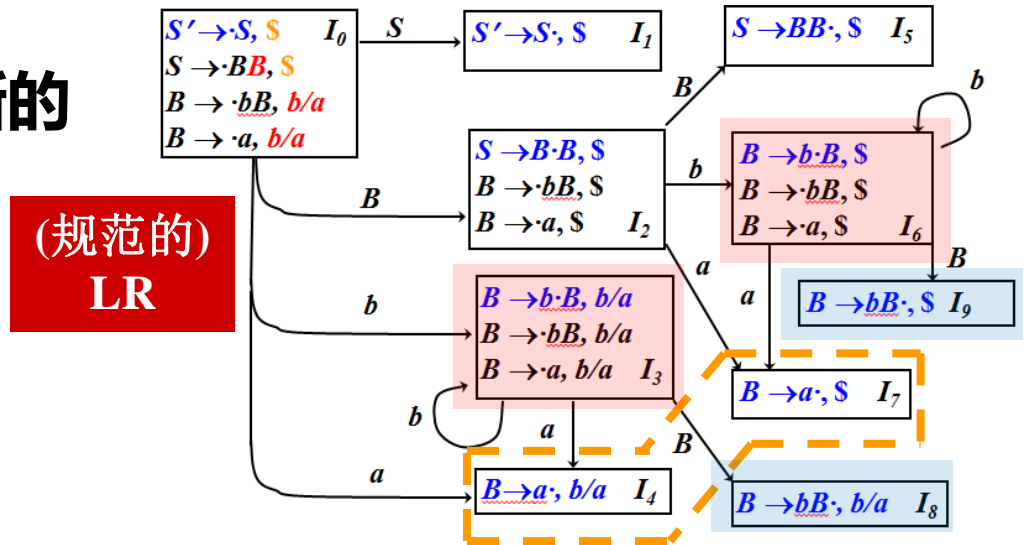 S′→·S, $ I0
S →·BB, $
B → ·bB, b/a
B → ·a, b/a
S
S′→S·, $ I1
S →BB·, $ I5
的
B
b
S →B·B, $
B →·bB, $
B →·a, $ I2
b
B →b·B, $
B →·bB, $
B →·a, $ I6
B
(规范的)
LR
a
a
B
B →bB·, $ I9
b
B →b·B, b/a
B →·bB, b/a
B →·a, b/a I3
B →a·, $ I7
b
a
B
a
B→a·, b/a I4
B →bB·, b/a I8